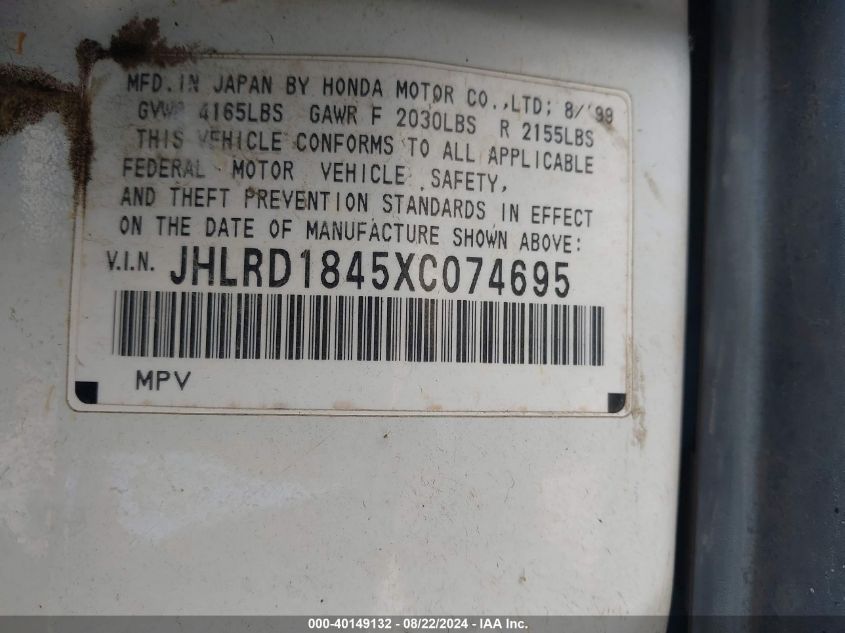 MFD.IN JAPAN BY HONDA MOTOR CO.,LTD; 8/'99
GVWR 4165LBS GAWR F 2030LBS R 2155LBS
THIS VEHICLE CONFORMS TO ALL APPLICABLE
FEDERAL MOTOR VEHICLE SAFETY,
AND THEFT PREVENTION STANDARDS IN EFFECT
ON THE DATE OF MANUFACTURE SHOWN ABOVE:
V.I.N. JHLRD1845XC074695
MPV
000-40149132 - 08/22/2024 - IAA Inc.